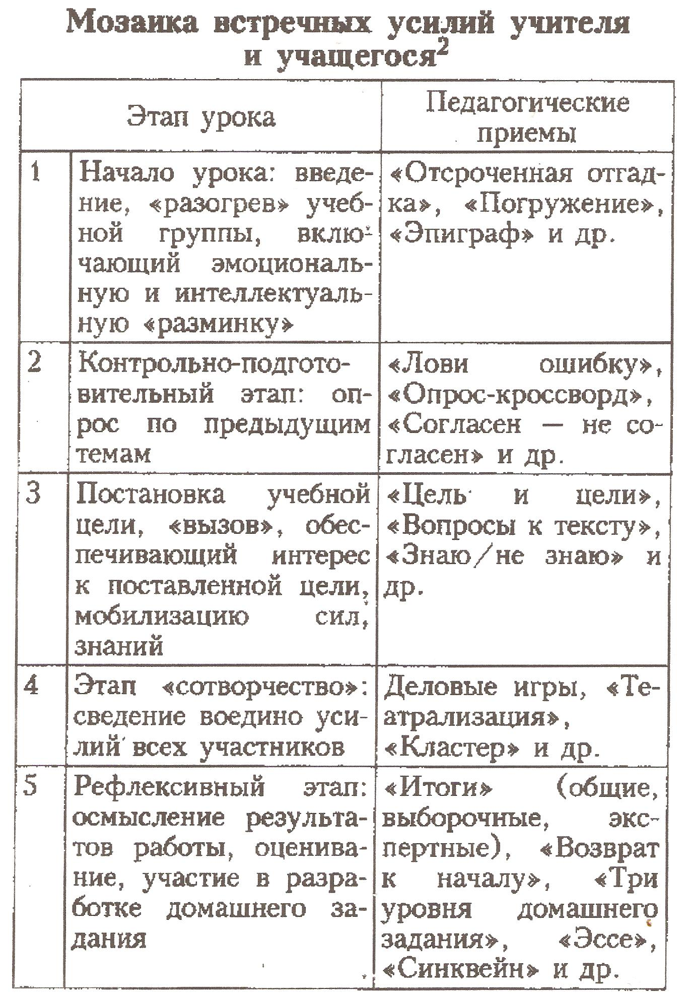 Мозаика встречных усилий учителя
и учащегося2
Этап урока
Педагогические
приемы
1
Начало урока: введе-
ние, «разогрев» учеб-
ной группы, вклю-
чающий эмоциональ-
ную и интеллектуаль-
ную «разминку»
«Отсроченная отгад-
ка», «Погружение»,
«Эпиграф» и др.
2
Контрольно-подгото-
вительный этап: оп-
рос по предыдущим
темам
«Лови ошибку»,
«Опрос-кроссворд»,
«Согласен — не со-
гласен» и др.
3
Постановка учебной
цели, «вызов», обес-
печивающий интерес
к поставленной цели,
мобилизацию сил,
знаний
«Цель и цели»,
«Вопросы к тексту»,
«Знаю/не знаю» и
др.
4
Этап «сотворчество»:
сведение воедино уси-
лий всех участников
Деловые игры, «Те-
атрализация»,
«Кластер» и др.
5
Рефлексивный этап:
осмысление результа-
тов работы, оценива-
ние, участие в разра-
ботке домашнего за-
дания
«Итоги» (общие,
выборочные, экс-
пертные), «Возврат
к началу», «Три
уровня домашнего
задания», «Эссе»,
«Синквейн» и др.